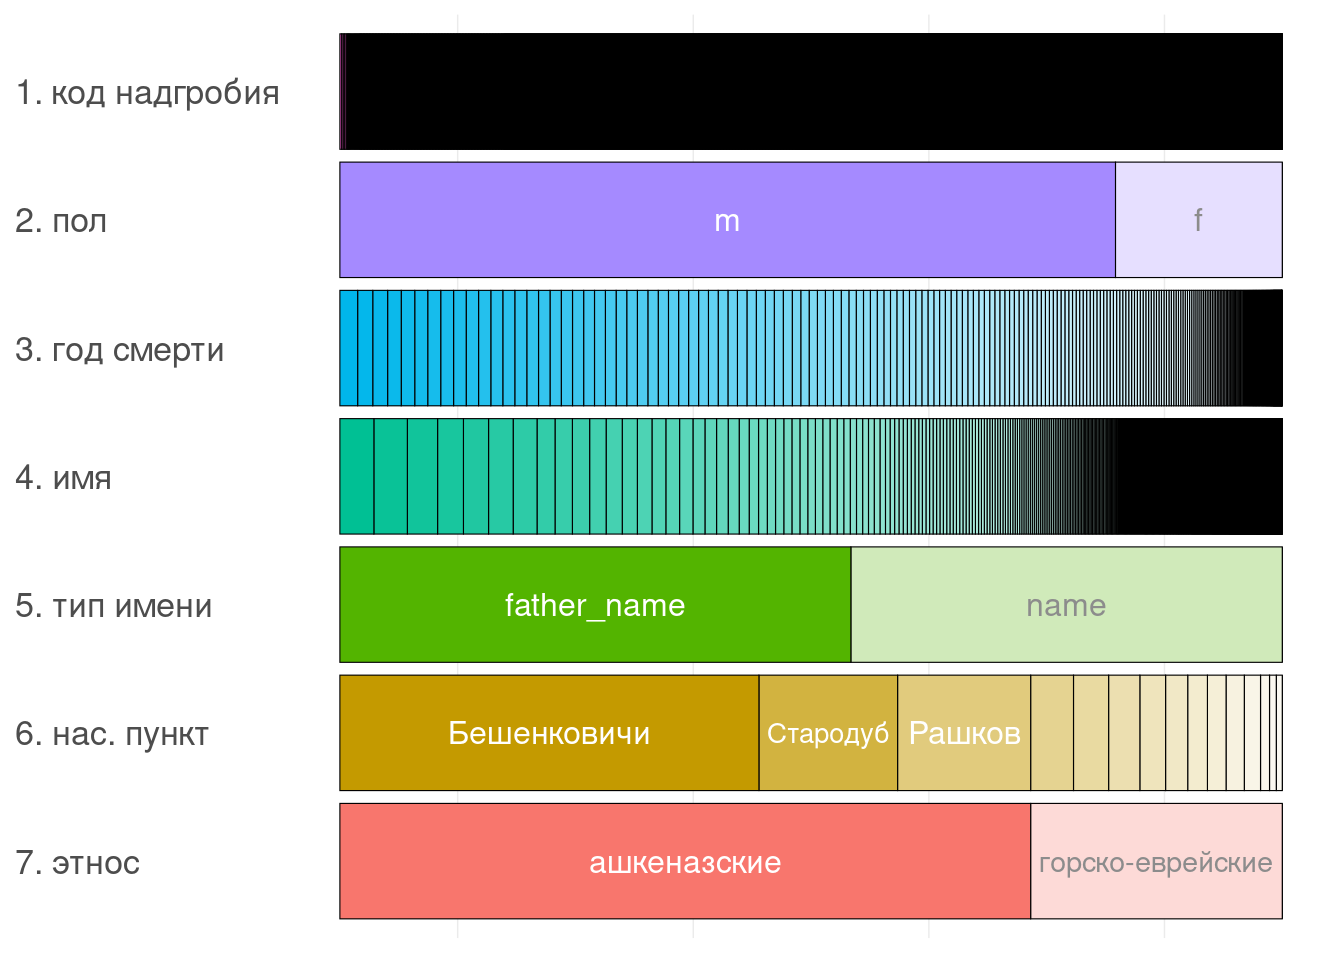 1. код надгробия
2. пол
m
f
3. год смерти
4. имя
5. тип имени
father_name
name
6. нас. пункт
Бешенковичи
Стародуб
Рашков
7. этнос
ашкеназские
горско-еврейские